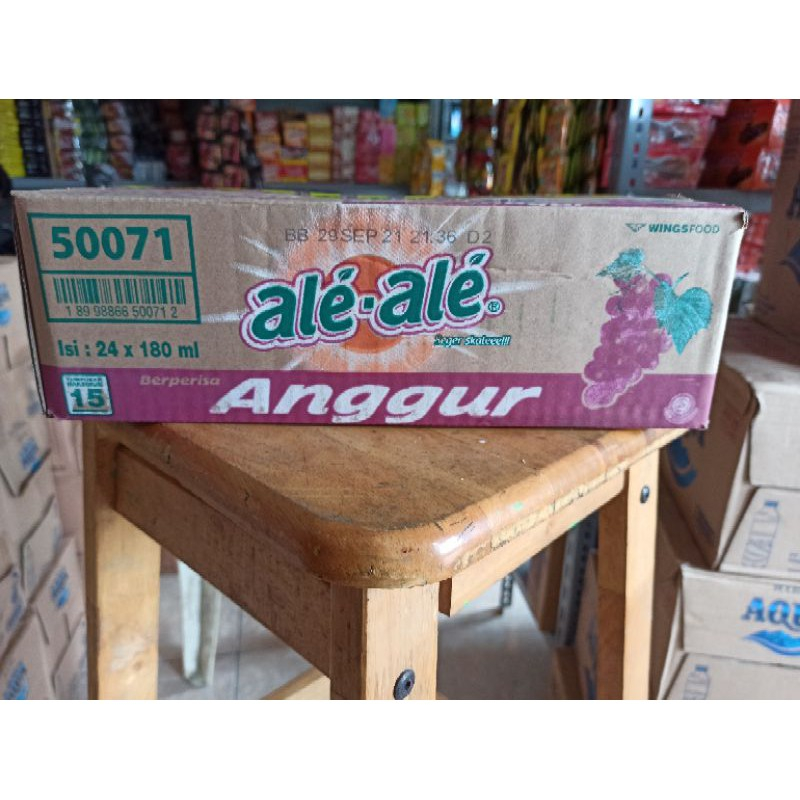 50071
1 89 98866 50071 2
Isi : 24 x 180 ml
15
BB 29 SEP 21 21:36 D2
alé-alé®
Seger skaleee!!!
WINGSFOOD
Berperisa
Anggur
AQU